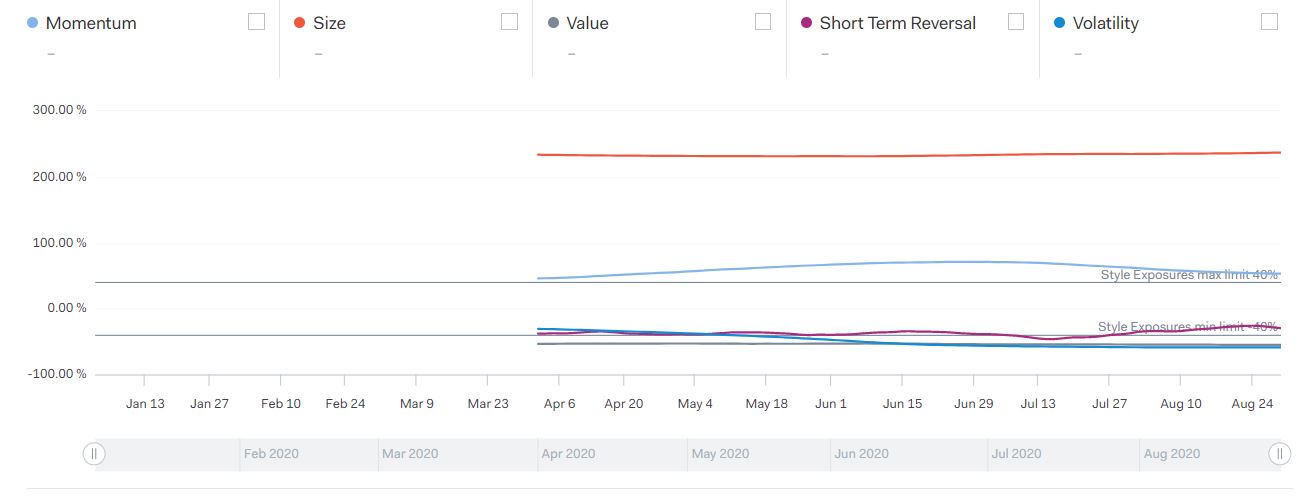 Momentum
Size
Value
Short Term Reversal
Volatility
–
–
–
–
–
300.00 %
200.00 %
100.00 %
Style Exposures max limit 40%
0.00 %
Style Exposures min limit -40%
-100.00 %
Jan 13
Jan 27
Feb 10
Feb 24
Mar 9
Mar 23
Apr 6
Apr 20
May 4
May 18
Jun 1
Jun 15
Jun 29
Jul 13
Jul 27
Aug 10
Aug 24
Feb 2020
Mar 2020
Apr 2020
May 2020
Jun 2020
Jul 2020
Aug 2020